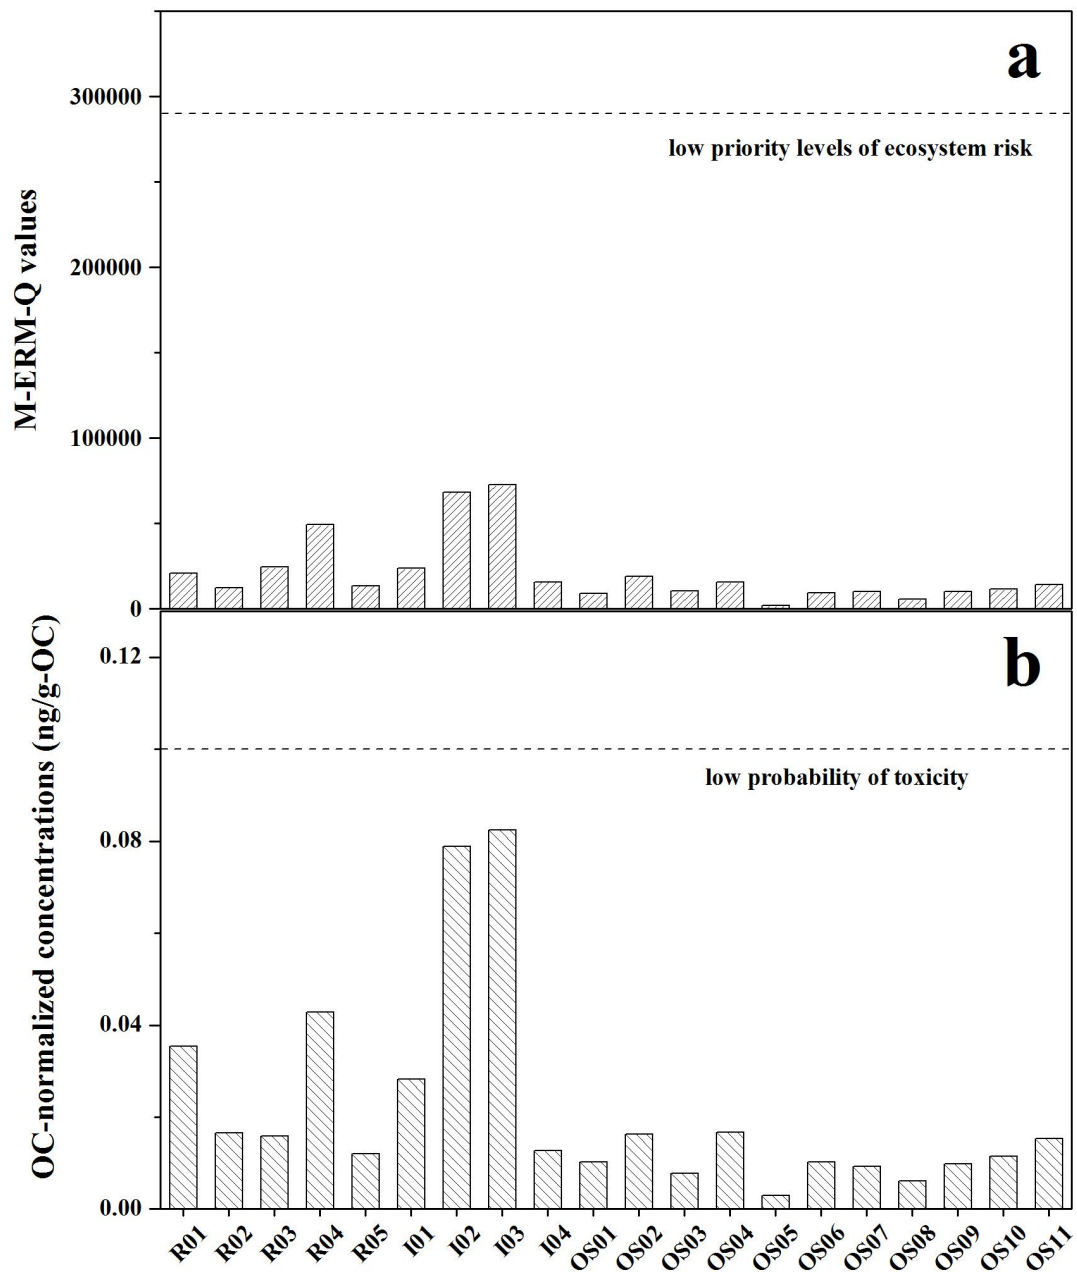 a
300000
low priority levels of ecosystem risk
200000
M-ERM-Q values
100000
0
OC-normalized concentrations (ng/g-OC)
b
0.12
low probability of toxicity
0.08
0.04
0.00
R01 R02 R03 R04 R05 I01 I02 I03 I04 OS01 OS02 OS03 OS04 OS05 OS06 OS07 OS08 OS09 OS10 OS11